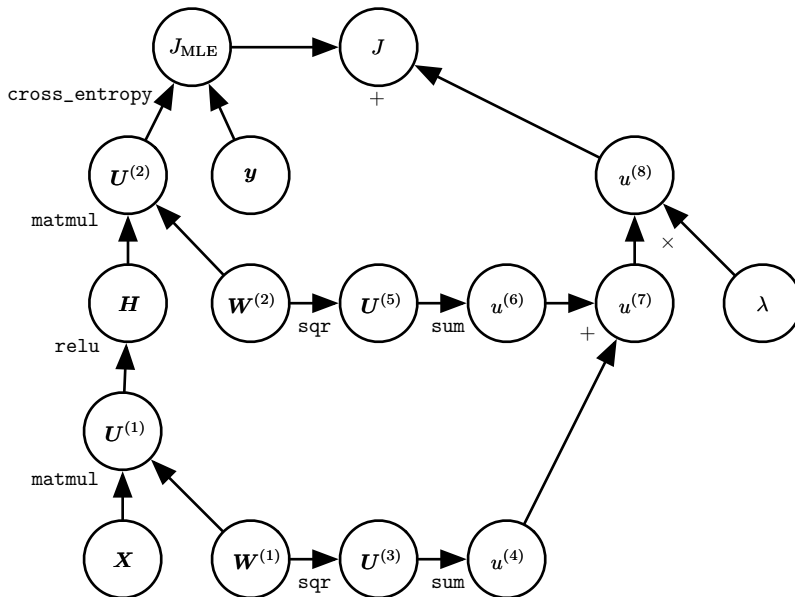 J_MLE J
cross_entropy +
U^(2) y u^(8)
matmul ×
H W^(2) U^(5) u^(6) u^(7) λ
relu sqr sum +
U^(1)
matmul
X W^(1) U^(3) u^(4)
sqr sum